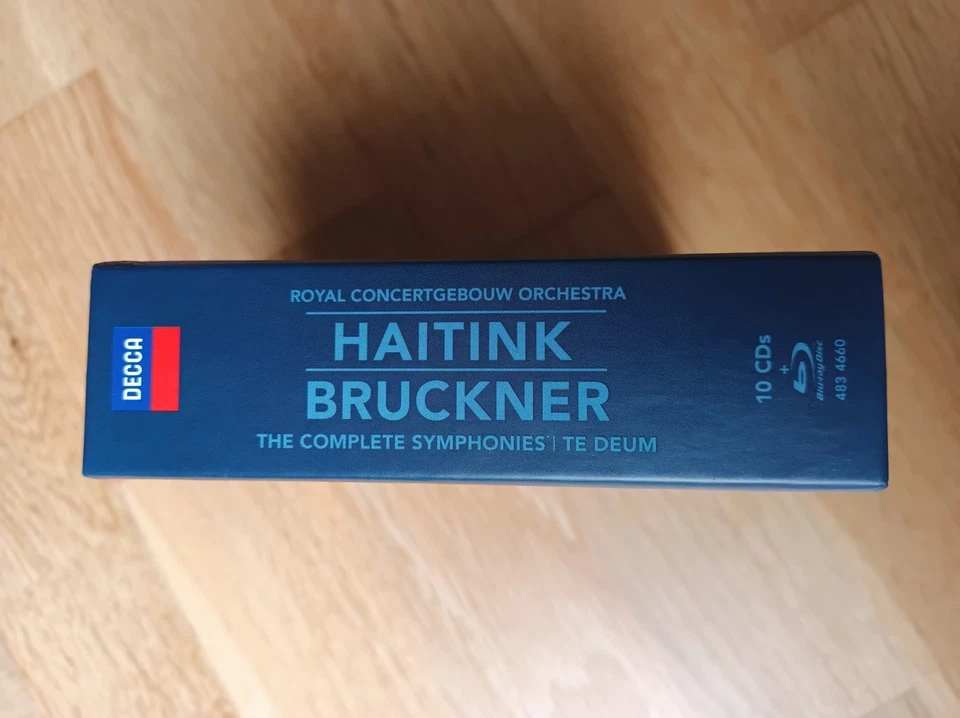 DECCA
ROYAL CONCERTGEBOUW ORCHESTRA
HAITINK
BRUCKNER
THE COMPLETE SYMPHONIES | TE DEUM
10 CDs
+
Blu-ray Disc
483 4660